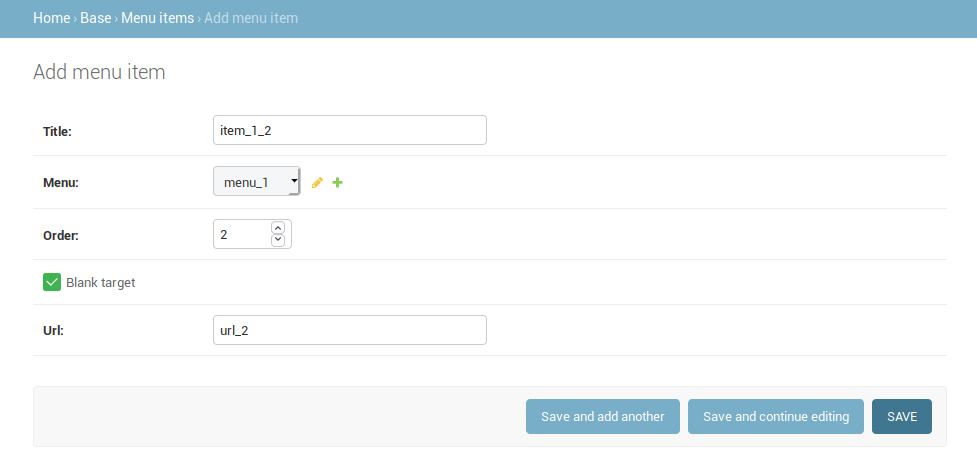 Home › Base › Menu items › Add menu item
Add menu item
Title: item_1_2
Menu: menu_1
Order: 2
Blank target
Url: url_2
Save and add another Save and continue editing SAVE